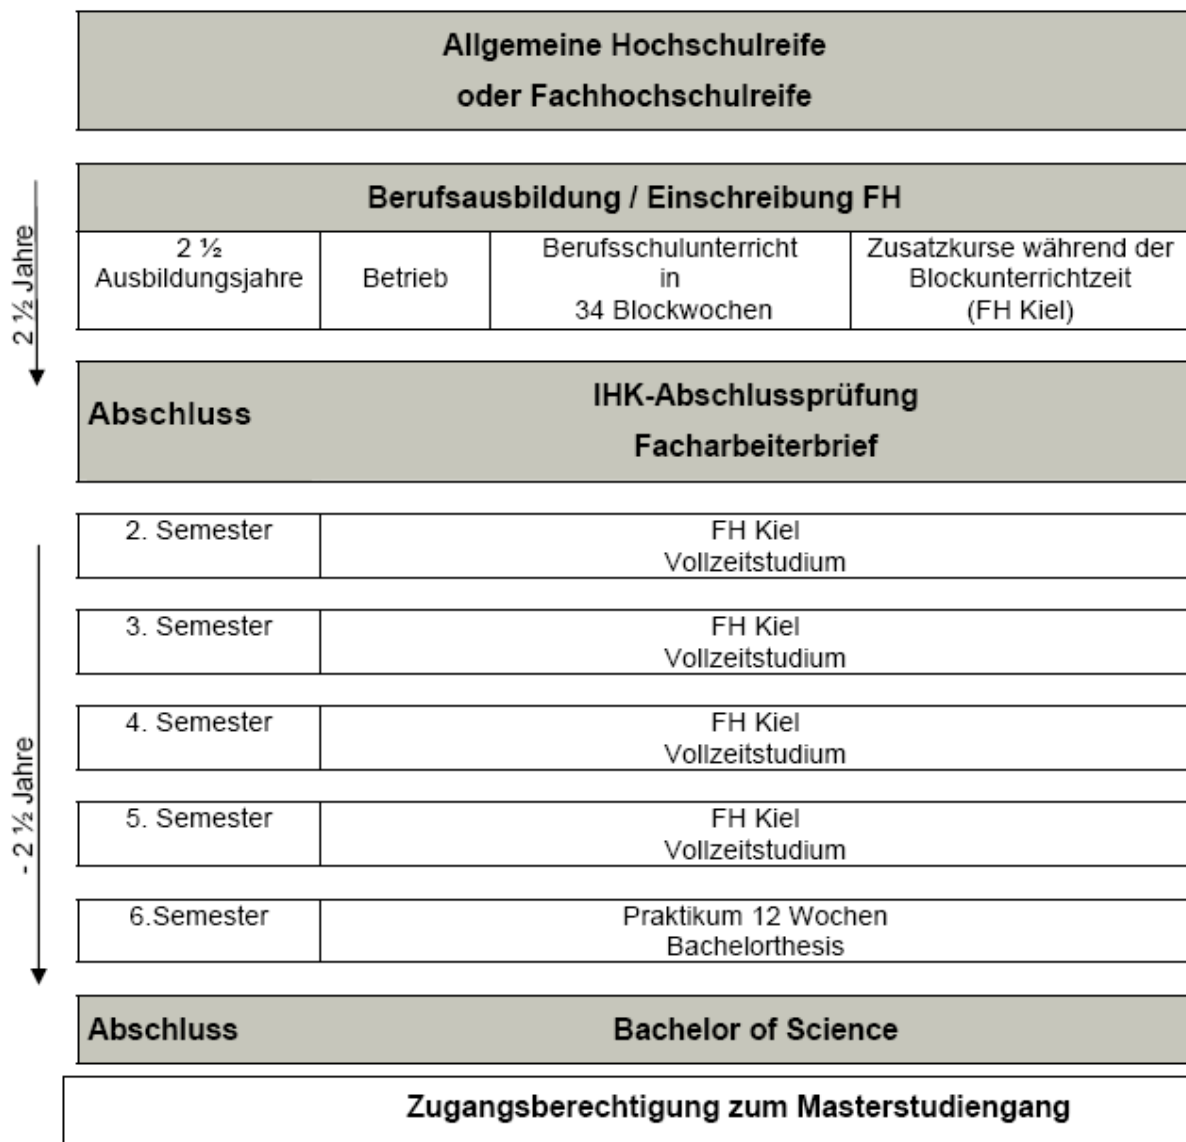 Allgemeine Hochschulreife
oder Fachhochschulreife
2 ½ Jahre
Berufsausbildung / Einschreibung FH
2 ½
Ausbildungsjahre
Betrieb
Berufsschulunterricht
in
34 Blockwochen
Zusatzkurse während der
Blockunterrichtzeit
(FH Kiel)
Abschluss
IHK-Abschlussprüfung
Facharbeiterbrief
- 2 ½ Jahre
2. Semester
FH Kiel
Vollzeitstudium
3. Semester
FH Kiel
Vollzeitstudium
4. Semester
FH Kiel
Vollzeitstudium
5. Semester
FH Kiel
Vollzeitstudium
6.Semester
Praktikum 12 Wochen
Bachelorthesis
Abschluss
Bachelor of Science
Zugangsberechtigung zum Masterstudiengang